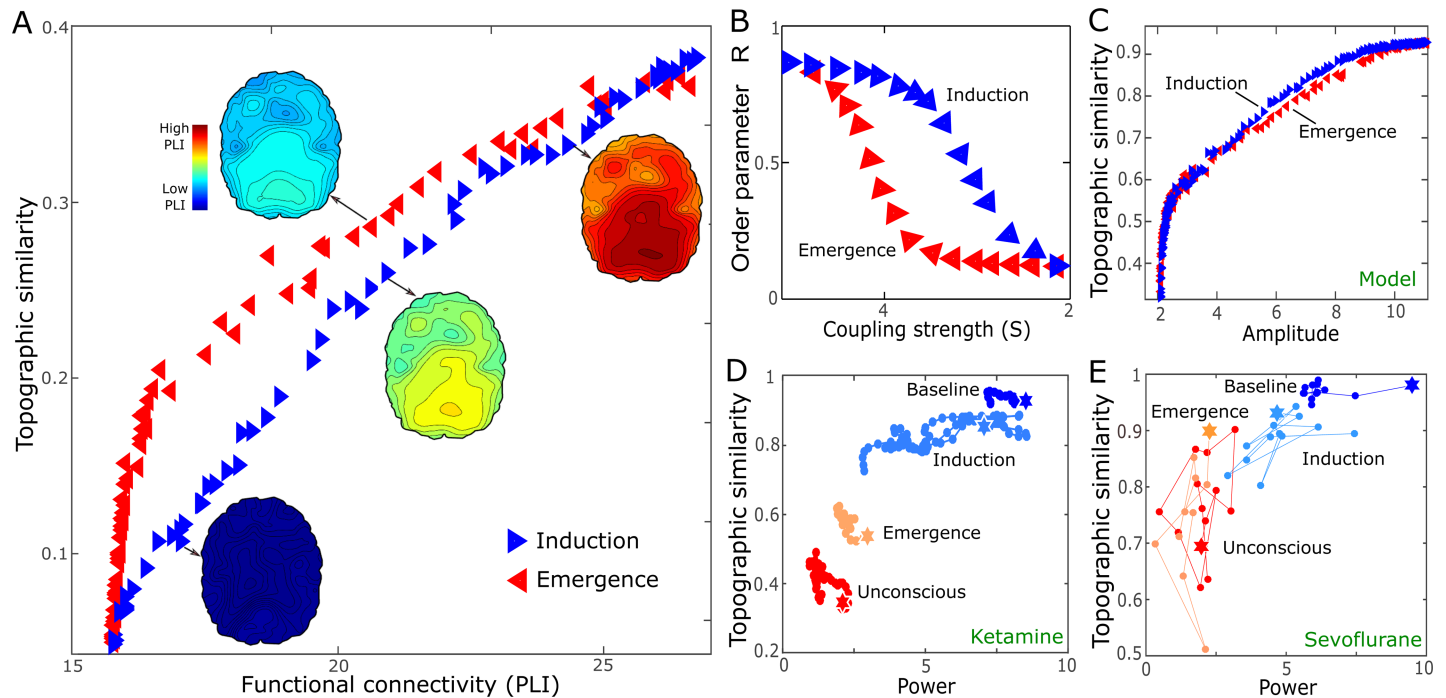 A
0.4
0.3
0.2
0.1
15
20
25
Topographic similarity
Functional connectivity (PLI)
High
PLI
Low
PLI
Induction
Emergence
B
1
0.5
0
4
2
Order parameter R
Coupling strength (S)
Induction
Emergence
C
0.9
0.8
0.7
0.6
0.5
0.4
2
4
6
8
10
Topographic similarity
Amplitude
Induction
Emergence
Model
D
1
0.8
0.6
0.4
0.2
0
5
10
Topographic similarity
Power
Baseline
Induction
Emergence
Unconscious
Ketamine
E
1
0.9
0.8
0.7
0.6
0.5
0
5
10
Topographic similarity
Power
Baseline
Emergence
Induction
Unconscious
Sevoflurane